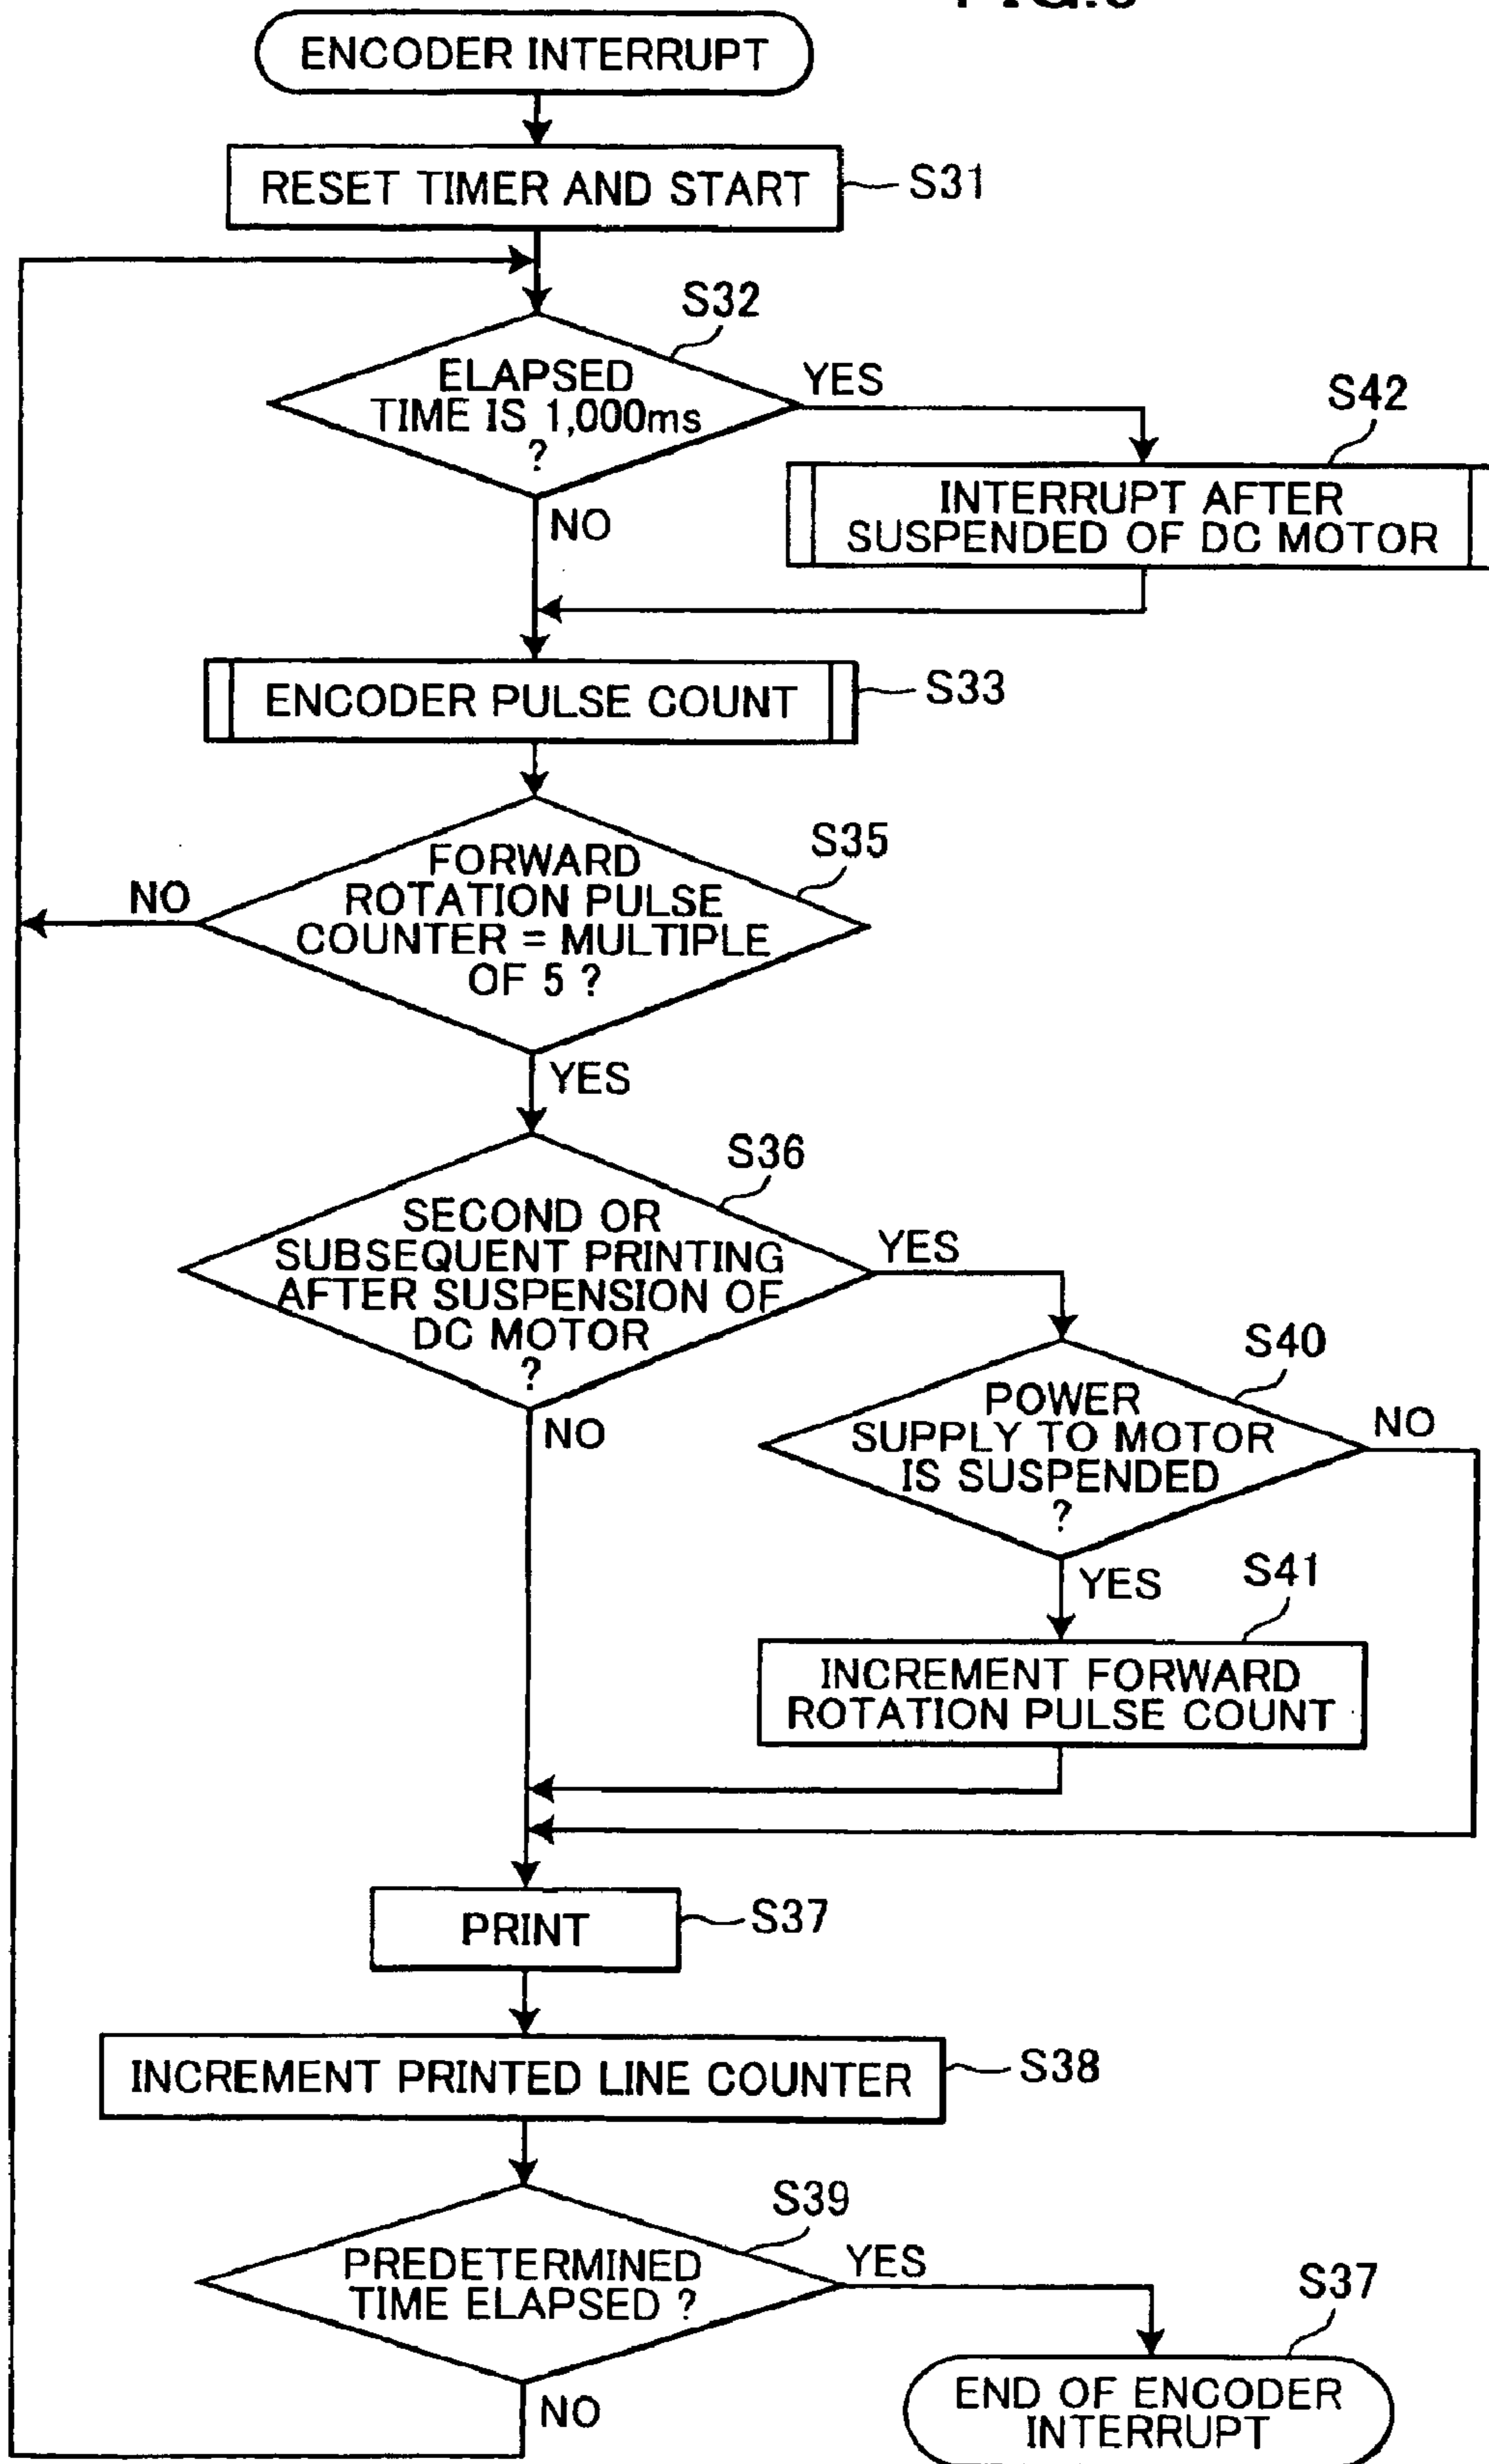 ENCODER INTERRUPT
RESET TIMER AND START
S31
S32
ELAPSED
TIME IS 1,000ms
?
YES
NO
S42
INTERRUPT AFTER
SUSPENDED OF DC MOTOR
ENCODER PULSE COUNT
S33
S35
FORWARD
ROTATION PULSE
COUNTER = MULTIPLE
OF 5 ?
NO
YES
S36
SECOND OR
SUBSEQUENT PRINTING
AFTER SUSPENSION OF
DC MOTOR
?
YES
NO
S40
POWER
SUPPLY TO MOTOR
IS SUSPENDED
?
NO
YES
S41
INCREMENT FORWARD
ROTATION PULSE COUNT
PRINT
S37
INCREMENT PRINTED LINE COUNTER
S38
S39
PREDETERMINED
TIME ELAPSED ?
YES
NO
S37
END OF ENCODER
INTERRUPT